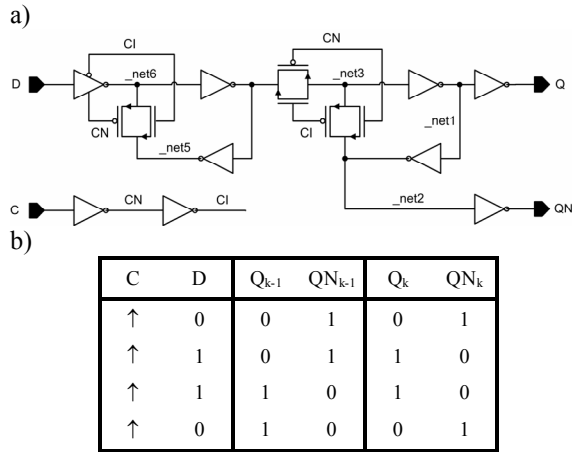 a)
CI
CN
D
_net6
_net3
Q
CN
CI
_net1
_net5
C
CN
CI
_net2
QN
b)
C D Qk-1 QNk-1 Qk QNk
↑ 0 0 1 0 1
↑ 1 0 1 1 0
↑ 1 1 0 1 0
↑ 0 1 0 0 1